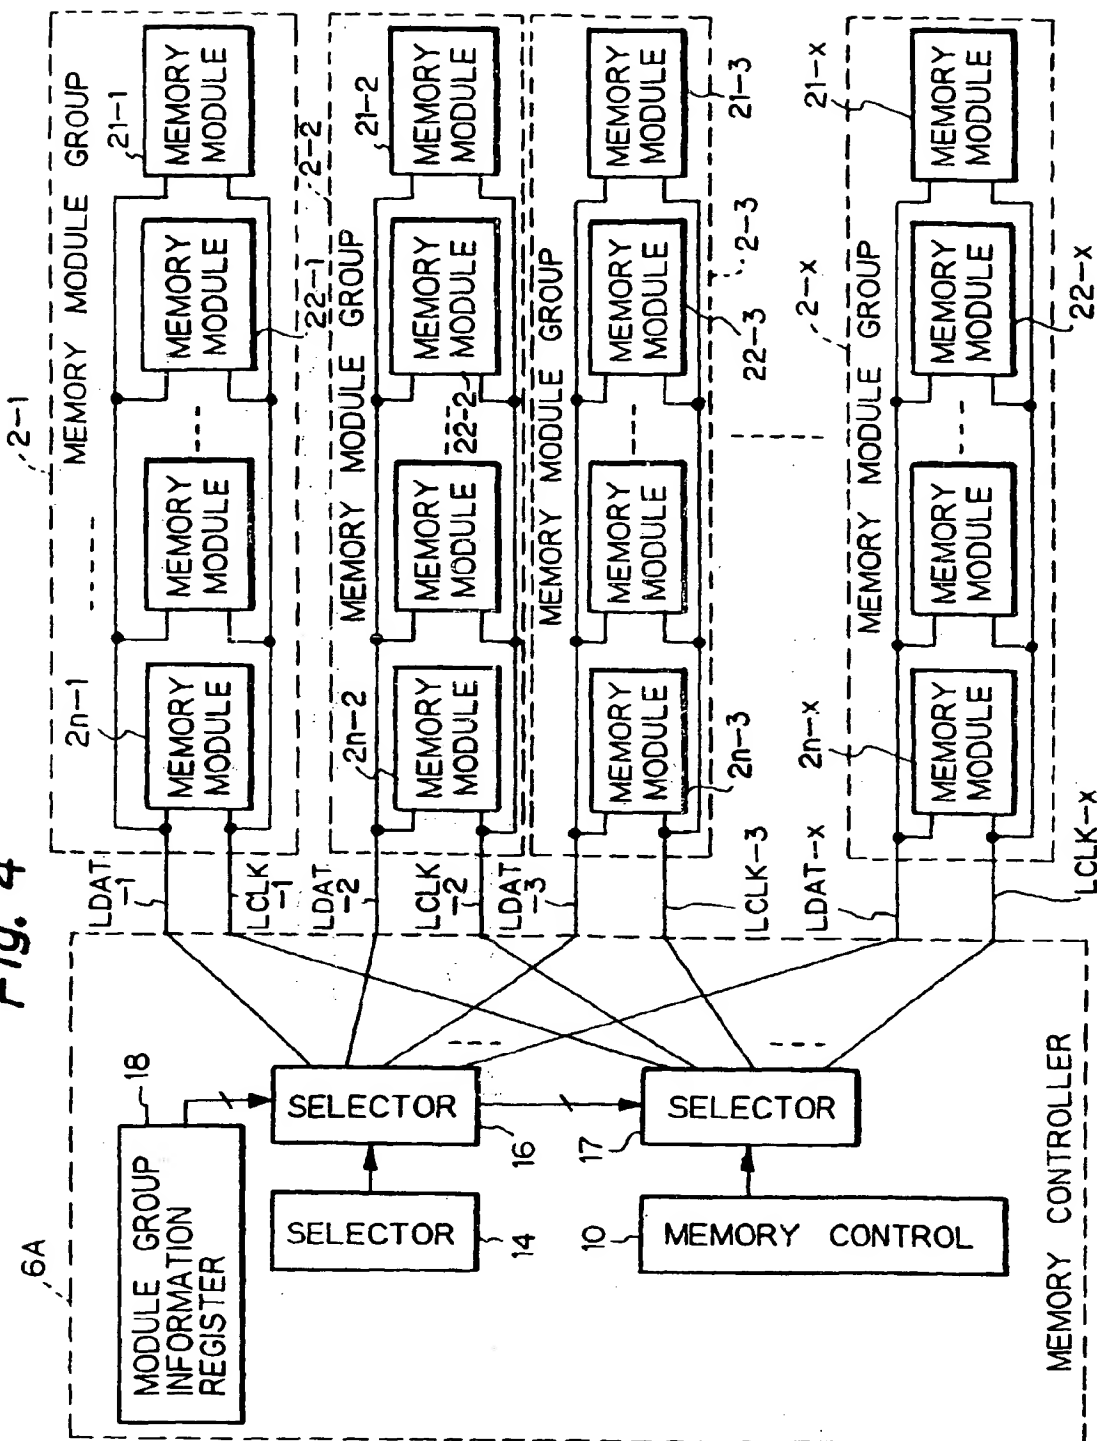 Fig. 4
6A
MODULE GROUP
INFORMATION
REGISTER
18
SELECTOR
16
SELECTOR
14
SELECTOR
17
MEMORY CONTROL
10
MEMORY CONTROLLER
LDAT
-1
LCLK
-1
LDAT
-2
LCLK
-2
LDAT
-3
LCLK-3
LDAT-x
LCLK-x
2-1
MEMORY MODULE GROUP
2n-1
MEMORY
MODULE
MEMORY
MODULE
MEMORY
MODULE
22-1
MEMORY
MODULE
21-1
2-2
MEMORY MODULE GROUP
2n-2
MEMORY
MODULE
MEMORY
MODULE
MEMORY
MODULE
22-2
MEMORY
MODULE
21-2
2-3
MEMORY MODULE GROUP
2n-3
MEMORY
MODULE
MEMORY
MODULE
MEMORY
MODULE
22-3
MEMORY
MODULE
21-3
2-x
MEMORY MODULE GROUP
2n-x
MEMORY
MODULE
MEMORY
MODULE
MEMORY
MODULE
22-x
MEMORY
MODULE
21-x